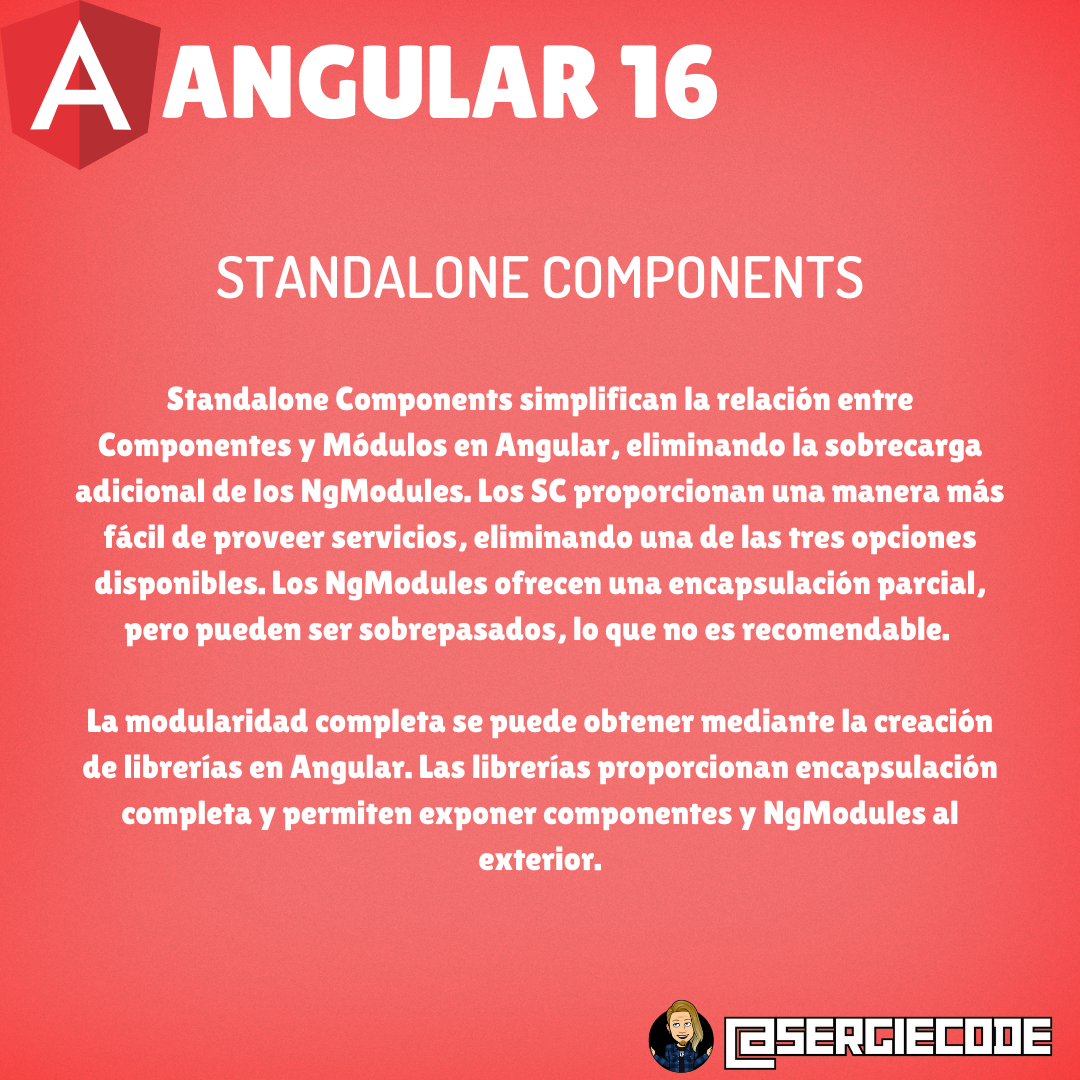 ANGULAR 16
STANDALONE COMPONENTS
Standalone Components simplifican la relación entre
Componentes y Módulos en Angular, eliminando la sobrecarga
adicional de los NgModules. Los SC proporcionan una manera más
fácil de proveer servicios, eliminando una de las tres opciones
disponibles. Los NgModules ofrecen una encapsulación parcial,
pero pueden ser sobrepasados, lo que no es recomendable.
La modularidad completa se puede obtener mediante la creación
de librerías en Angular. Las librerías proporcionan encapsulación
completa y permiten exponer componentes y NgModules al
exterior.
@SERGIECODE